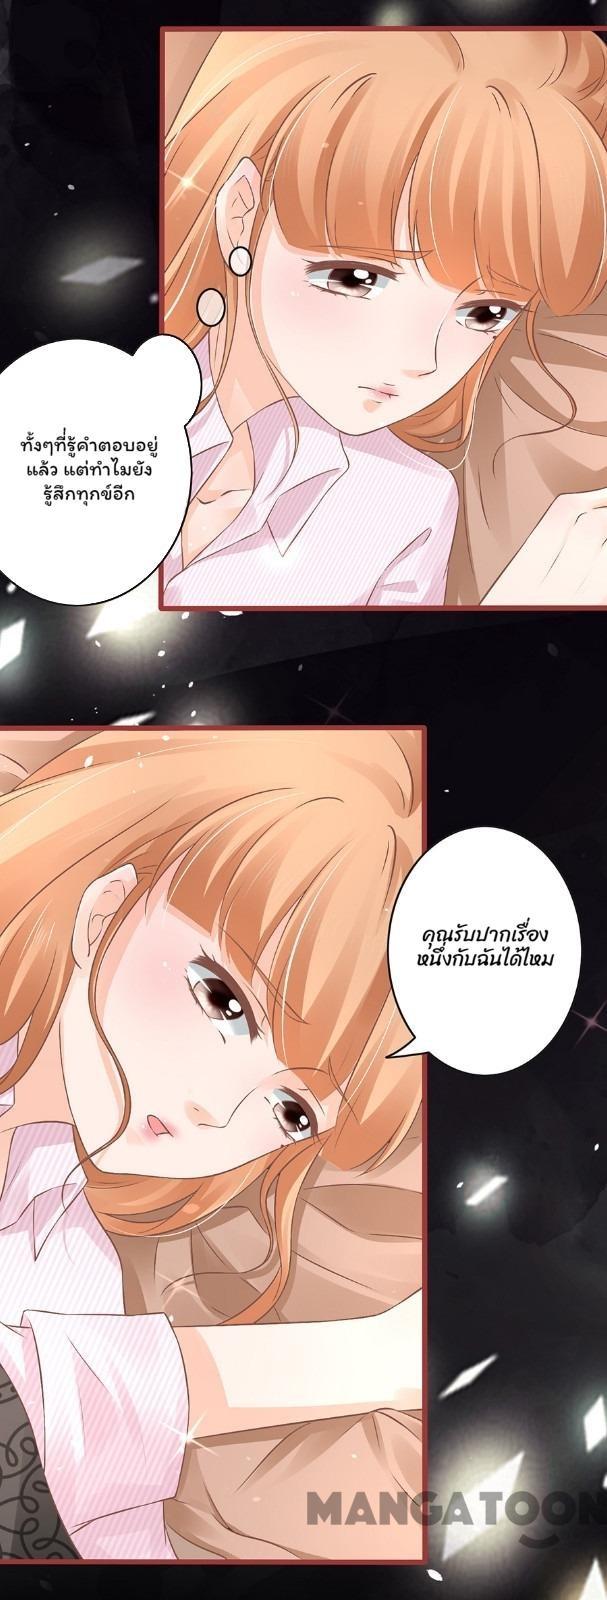 ทั้งๆที่รู้คำตอบอยู่
แล้ว แต่ทำไมยัง
รู้สึกทุกข์อีก
คุณรับปากเรื่อง
หนึ่งกับฉันได้ไหม
MANGATOON